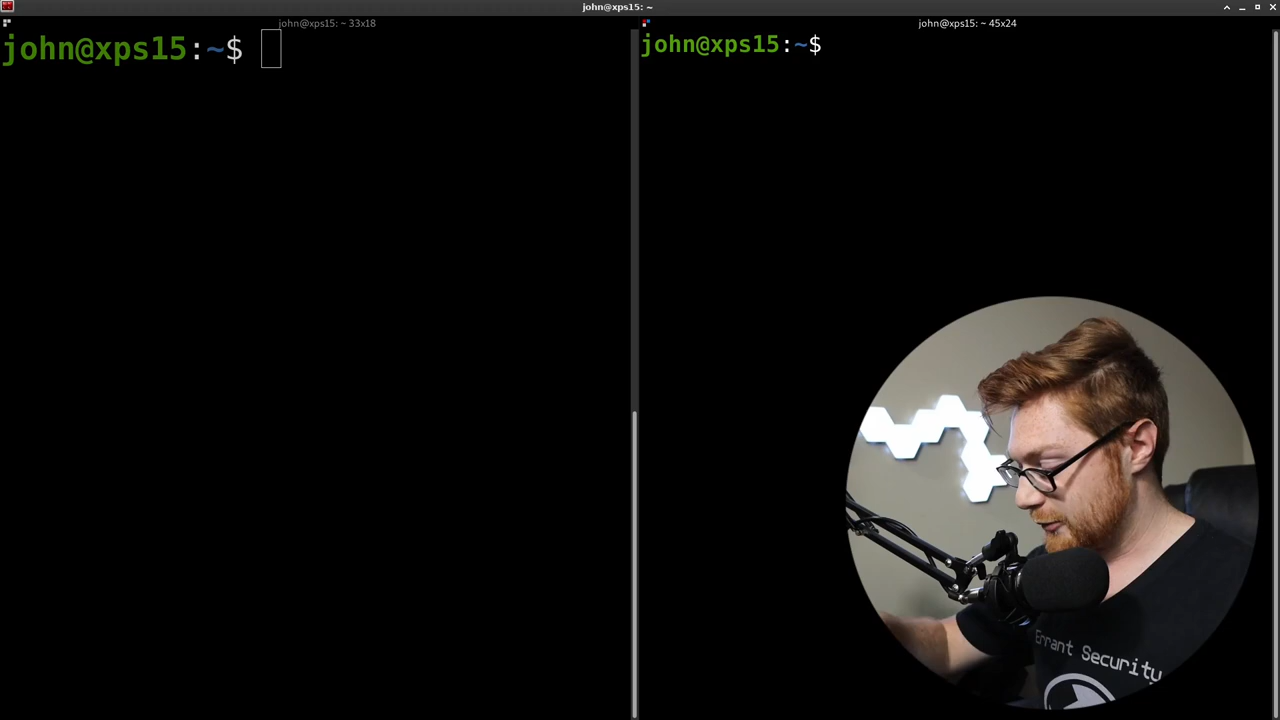 john@xps15: ~
john@xps15: ~ 33x18
john@xps15:~$
john@xps15: ~ 45x24
john@xps15:~$
Errant Security